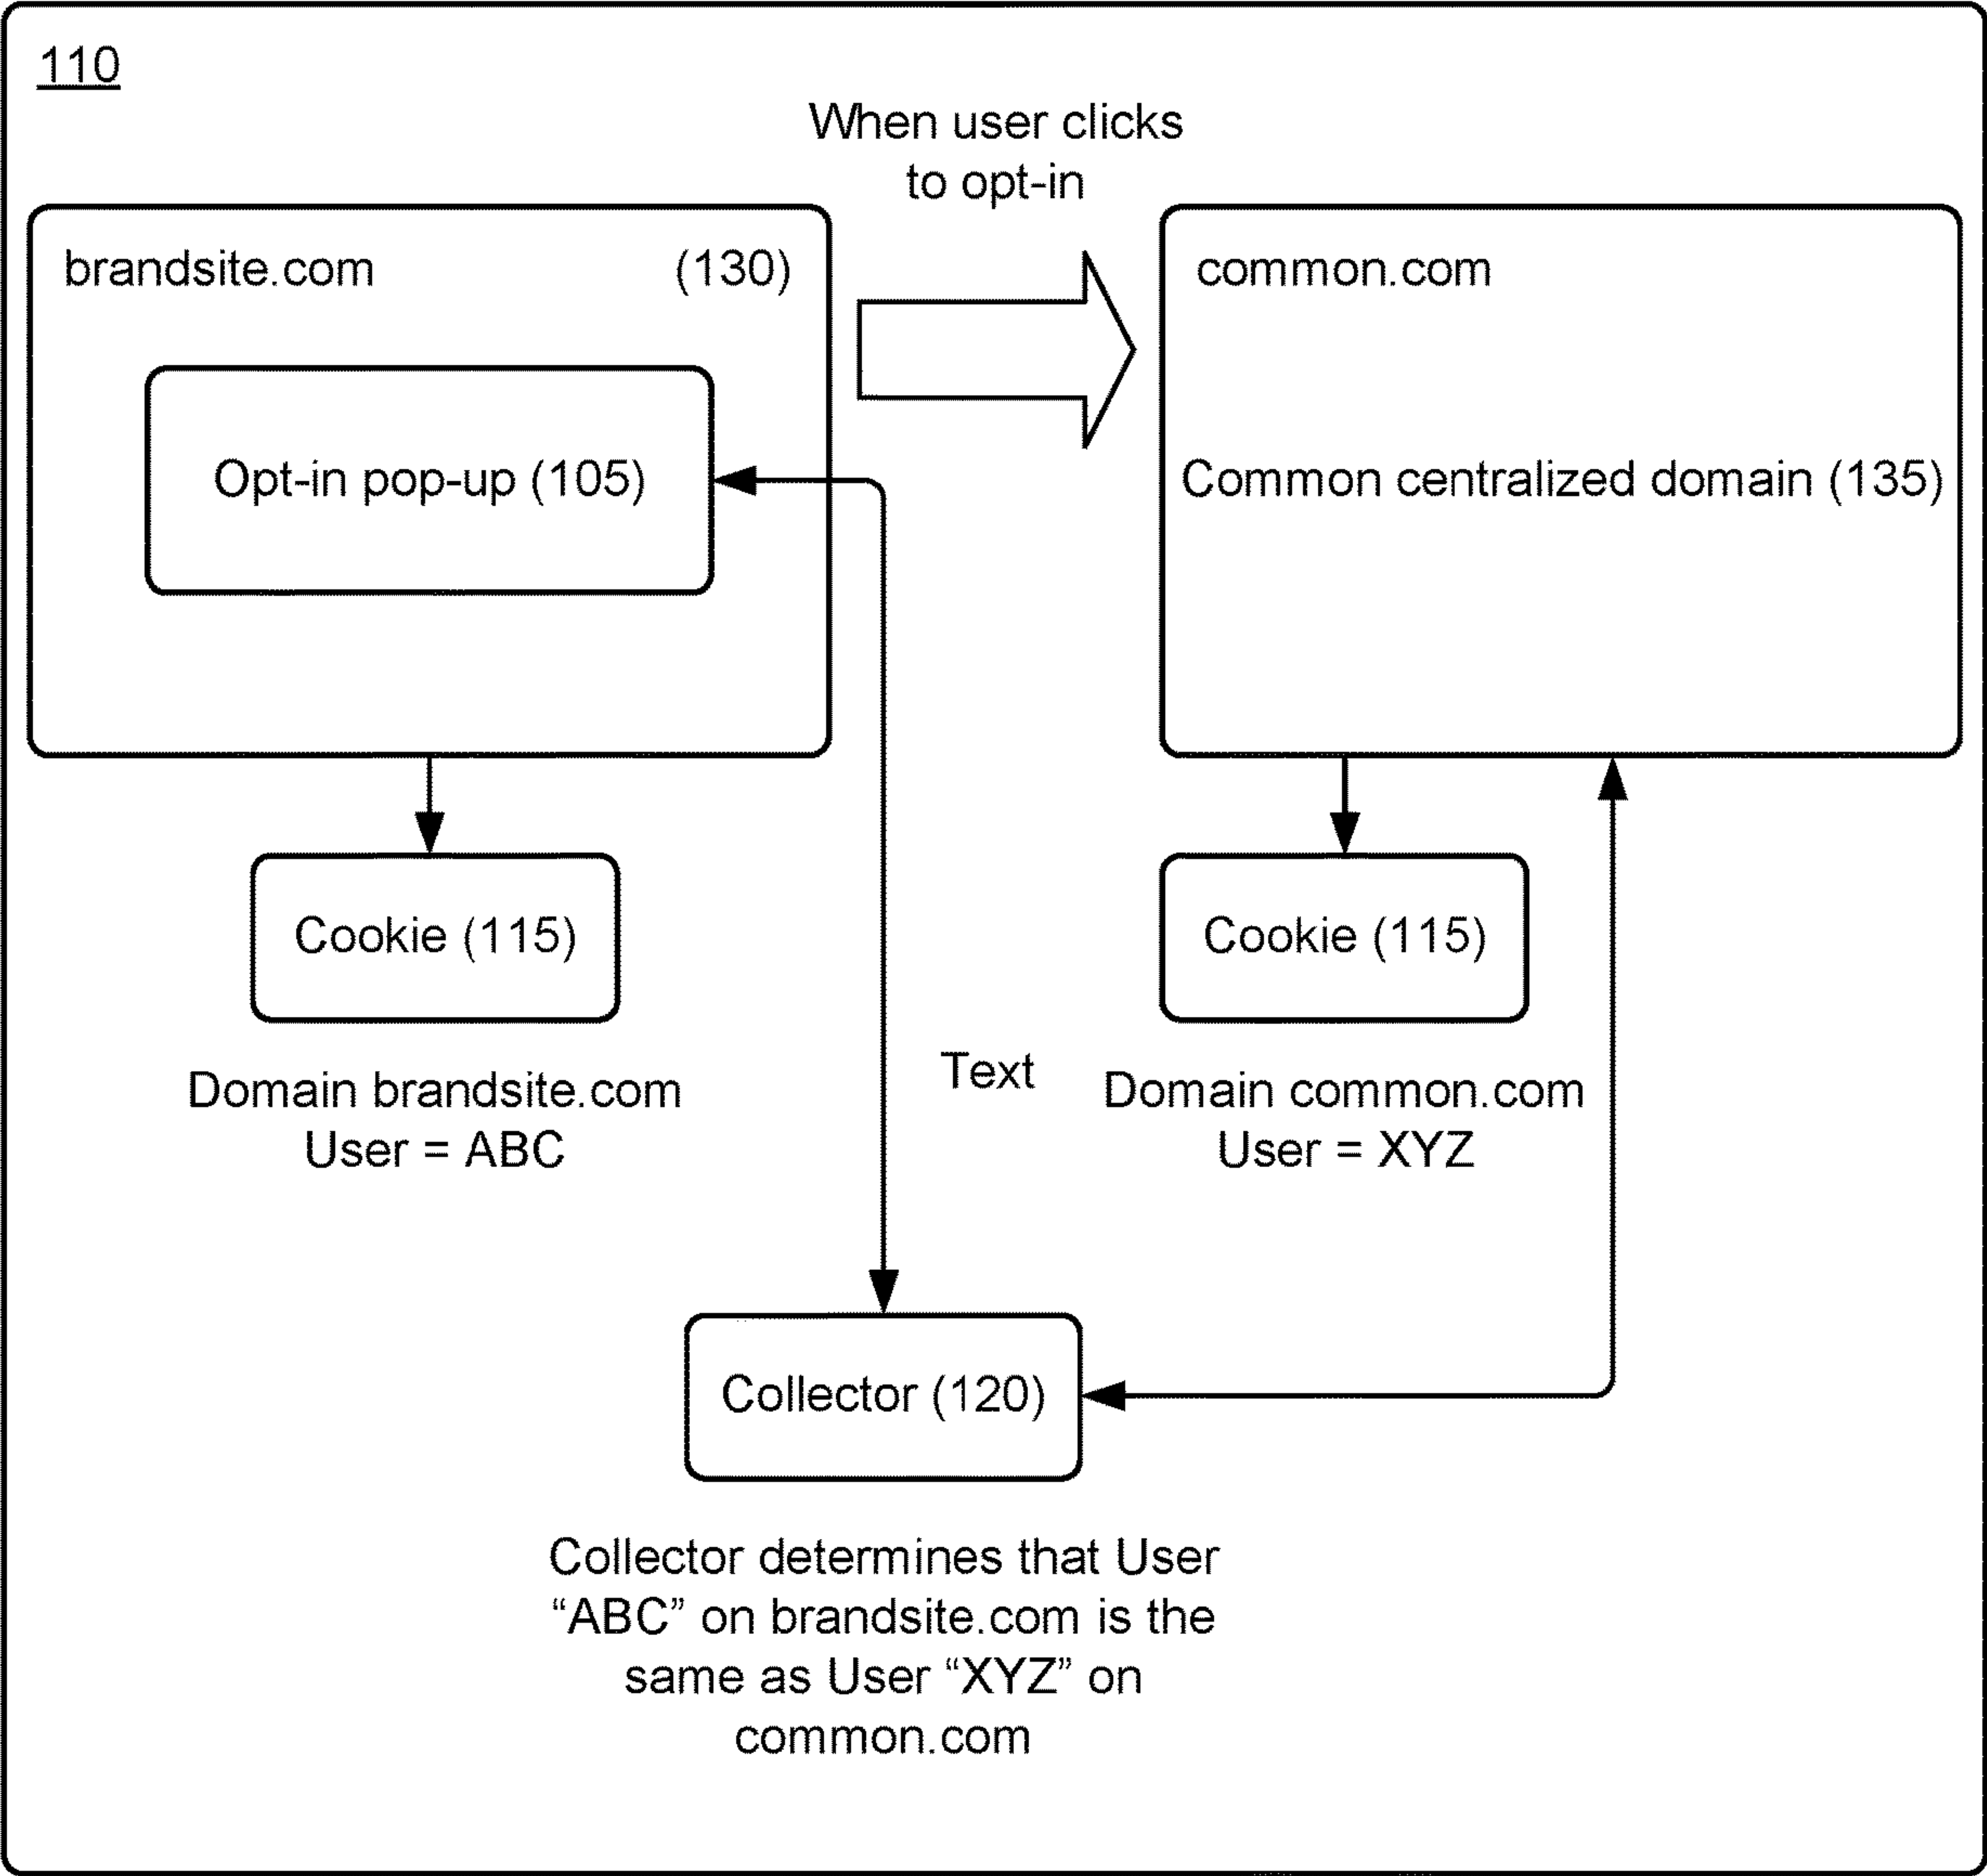 110
When user clicks
to opt-in
brandsite.com (130)
Opt-in pop-up (105)
common.com
Common centralized domain (135)
Cookie (115)
Domain brandsite.com
User = ABC
Text
Cookie (115)
Domain common.com
User = XYZ
Collector (120)
Collector determines that User
“ABC” on brandsite.com is the
same as User “XYZ” on
common.com